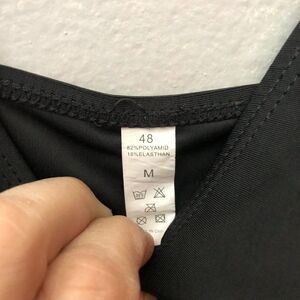 48
82%POLYAMID
18%ELASTHAN
M